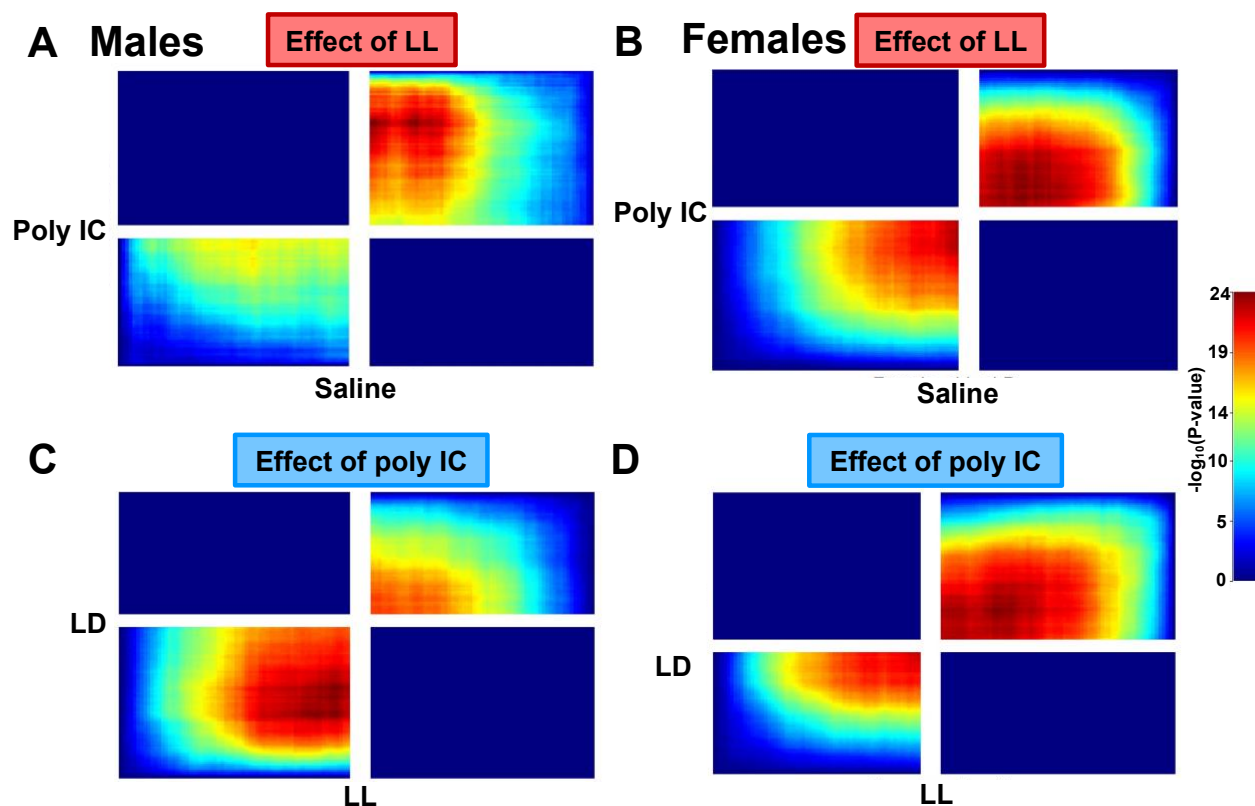 A Males Effect of LL
B Females Effect of LL
Poly IC
Saline
Poly IC
Saline
24
19
14
10
5
0
-log₁₀(P-value)
C Effect of poly IC
D Effect of poly IC
LD
LL
LD
LL